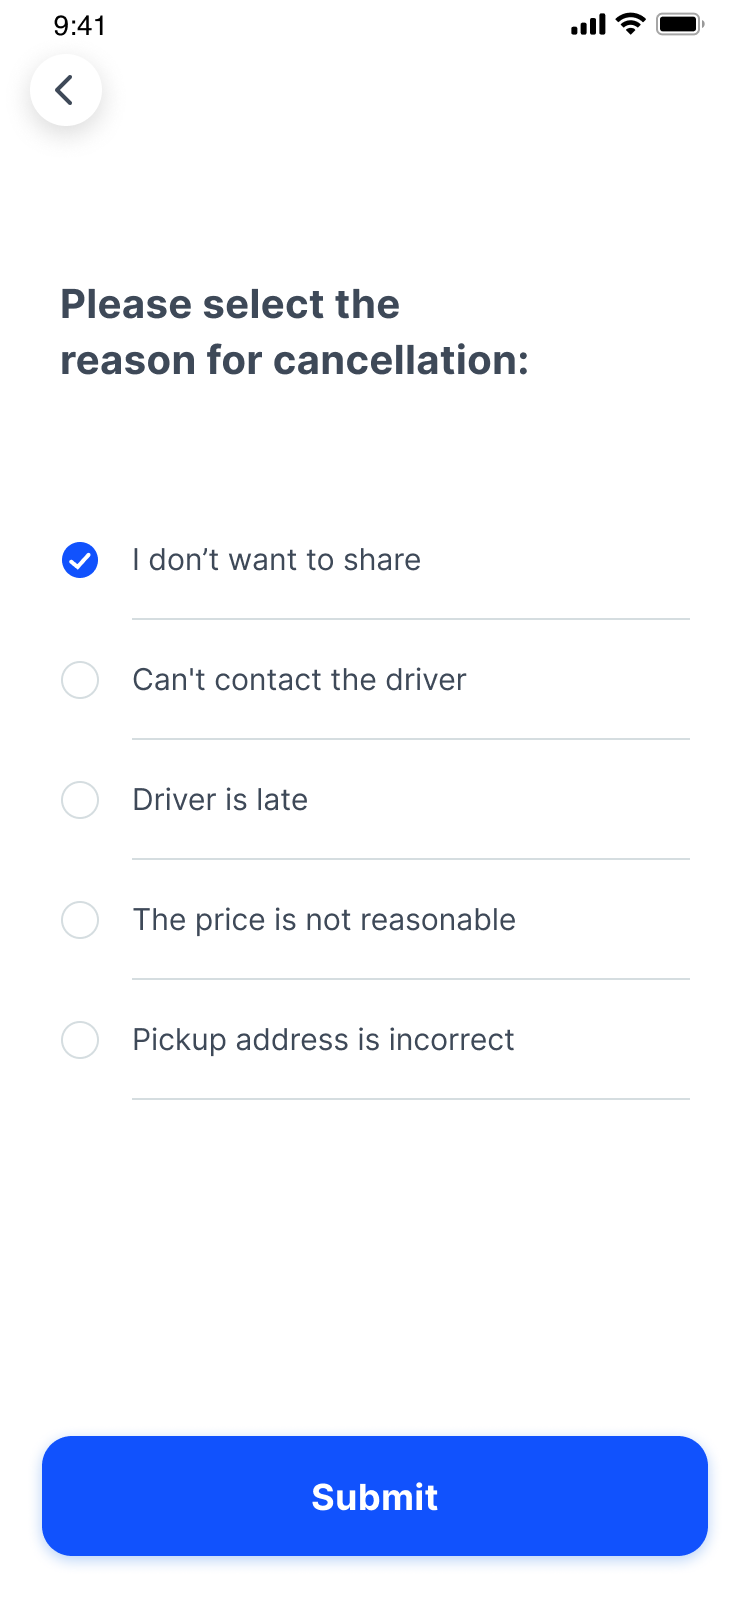 9:41
Please select the
reason for cancellation:
I don’t want to share
Can't contact the driver
Driver is late
The price is not reasonable
Pickup address is incorrect
Submit